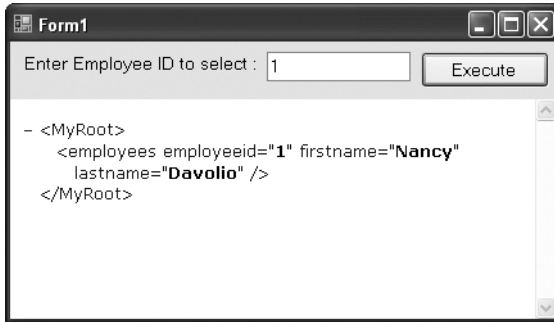 Form1
Enter Employee ID to select : 1 Execute
- <MyRoot>
<employees employeeid="1" firstname="Nancy"
lastname="Davolio" />
</MyRoot>